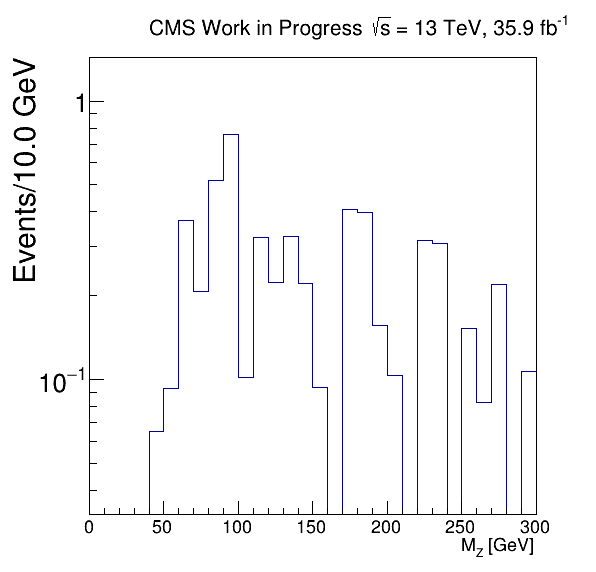 CMS Work in Progress √s = 13 TeV, 35.9 fb⁻¹
Events/10.0 GeV
1
10⁻¹
0 50 100 150 200 250 300
M_Z [GeV]